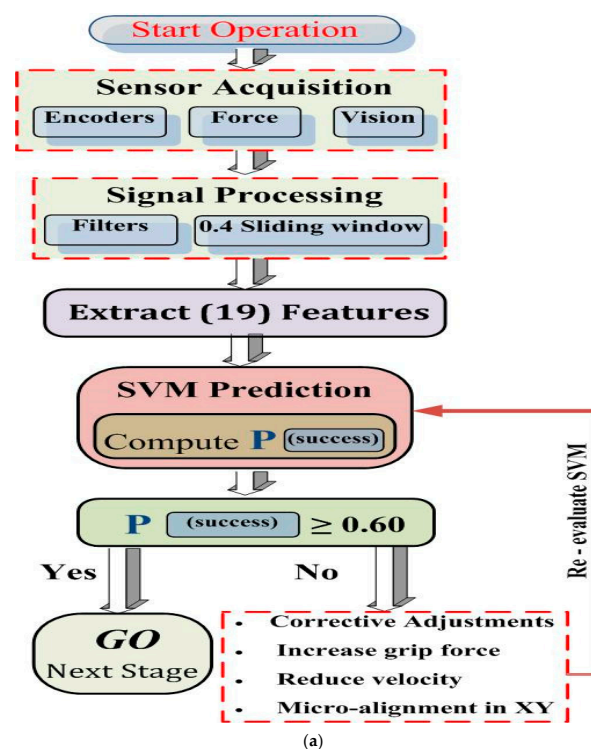 Start Operation
Sensor Acquisition
Encoders Force Vision
Signal Processing
Filters 0.4 Sliding window
Extract (19) Features
SVM Prediction
Compute P (success)
P (success) ≥ 0.60
Yes No
GO
Next Stage
• Corrective Adjustments
• Increase grip force
• Reduce velocity
• Micro-alignment in XY
Re - evaluate SVM
(a)